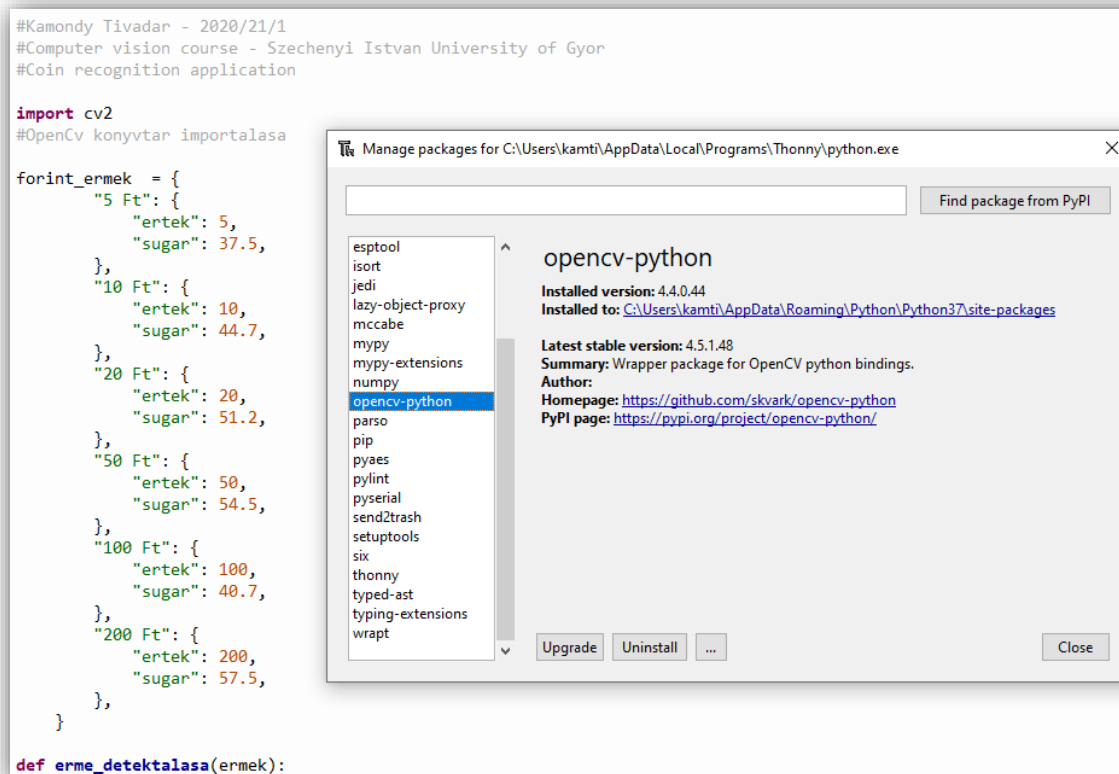 #Kamondy Tivadar - 2020/21/1
#Computer vision course - Szechenyi Istvan University of Gyor
#Coin recognition application
import cv2
#OpenCv konyvtar importalasa
forint_ermek  = {
"5 Ft": {
"ertek": 5,
"sugar": 37.5,
},
"10 Ft": {
"ertek": 10,
"sugar": 44.7,
},
"20 Ft": {
"ertek": 20,
"sugar": 51.2,
},
"50 Ft": {
"ertek": 50,
"sugar": 54.5,
},
"100 Ft": {
"ertek": 100,
"sugar": 40.7,
},
"200 Ft": {
"ertek": 200,
"sugar": 57.5,
},
}
def erme_detektalasa(ermek):
Manage packages for C:\Users\kamti\AppData\Local\Programs\Thonny\python.exe
Find package from PyPI
esptool
isort
jedi
lazy-object-proxy
mccabe
mypy
mypy-extensions
numpy
opencv-python
parso
pip
pyaes
pylint
pyserial
send2trash
setuptools
six
thonny
typed-ast
typing-extensions
wrapt
opencv-python
Installed version: 4.4.0.44
Installed to: C:\Users\kamti\AppData\Roaming\Python\Python37\site-packages
Latest stable version: 4.5.1.48
Summary: Wrapper package for OpenCV python bindings.
Author:
Homepage: https://github.com/skvark/opencv-python
PyPI page: https://pypi.org/project/opencv-python/
Upgrade
Uninstall
...
Close